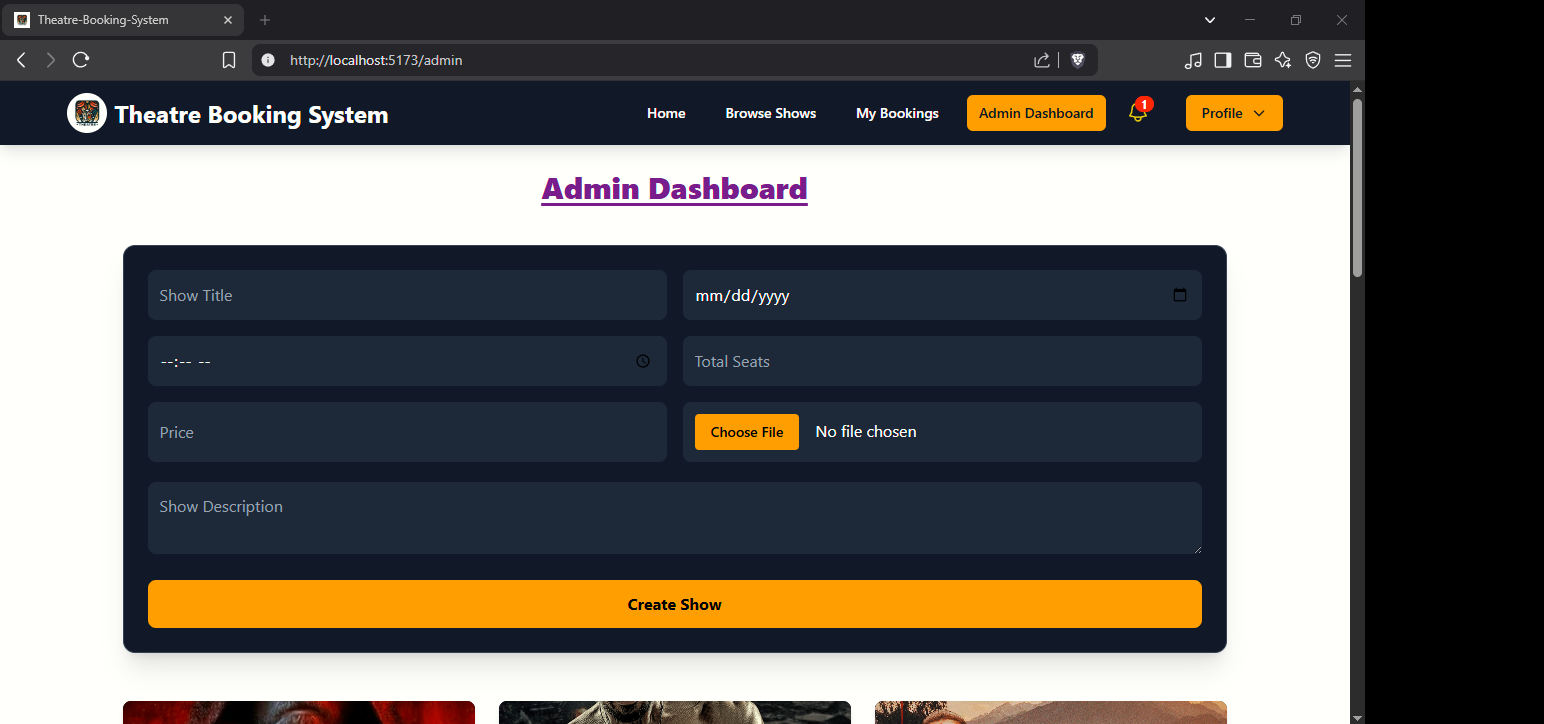 Theatre-Booking-System
http://localhost:5173/admin
Theatre Booking System
Home
Browse Shows
My Bookings
Admin Dashboard
1
Profile
Admin Dashboard
Show Title
mm/dd/yyyy
--:-- --
Total Seats
Price
Choose File No file chosen
Show Description
Create Show